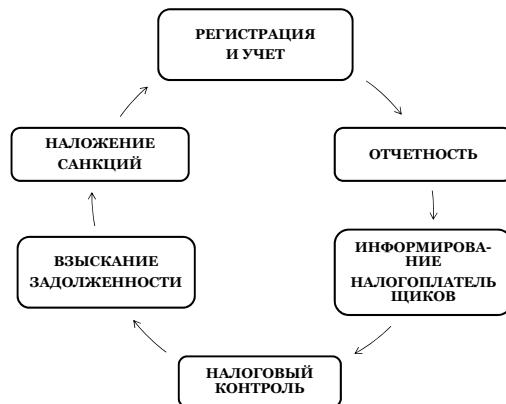 РЕГИСТРАЦИЯ
И УЧЕТ
ОТЧЕТНОСТЬ
ИНФОРМИРОВА-
НИЕ
НАЛОГОПЛАТЕЛЬ
ЩИКОВ
НАЛОГОВЫЙ
КОНТРОЛЬ
ВЗЫСКАНИЕ
ЗАДОЛЖЕННОСТИ
НАЛОЖЕНИЕ
САНКЦИЙ